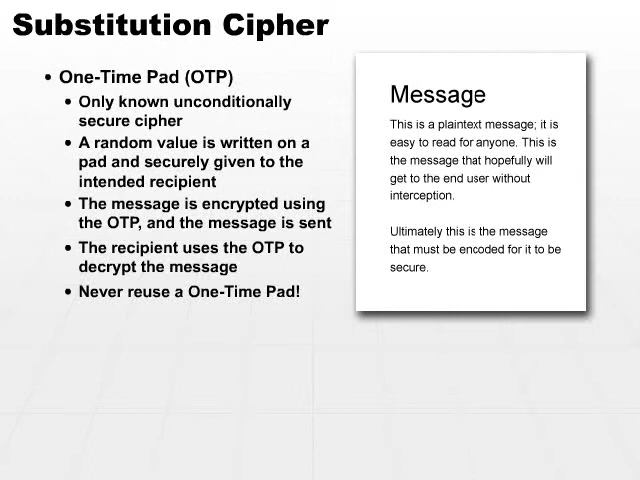 Substitution Cipher
• One-Time Pad (OTP)
• Only known unconditionally
secure cipher
• A random value is written on a
pad and securely given to the
intended recipient
• The message is encrypted using
the OTP, and the message is sent
• The recipient uses the OTP to
decrypt the message
• Never reuse a One-Time Pad!
Message
This is a plaintext message; it is
easy to read for anyone. This is
the message that hopefully will
get to the end user without
interception.
Ultimately this is the message
that must be encoded for it to be
secure.